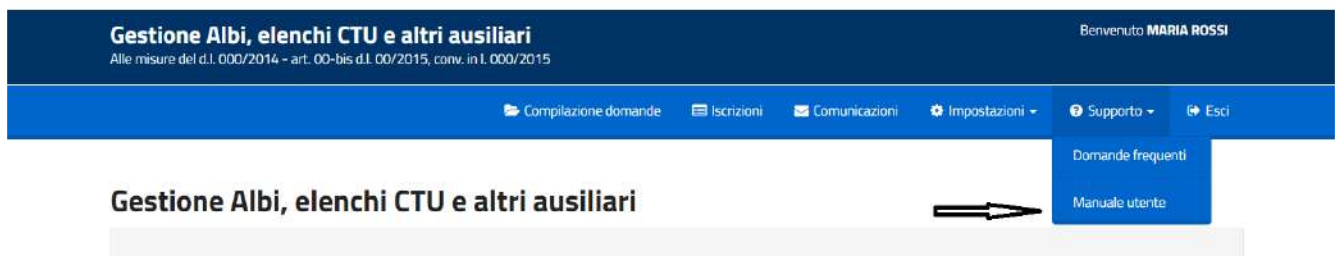 Gestione Albi, elenchi CTU e altri ausiliari
Benvenuto MARIA ROSSI
Alle misure del d.l. 000/2014 - art. 00-bis d.l. 00/2015, conv. in l. 000/2015
Compilazione domande Iscrizioni Comunicazioni Impostazioni Supporto Esci
Domande frequenti
Manuale utente
Gestione Albi, elenchi CTU e altri ausiliari